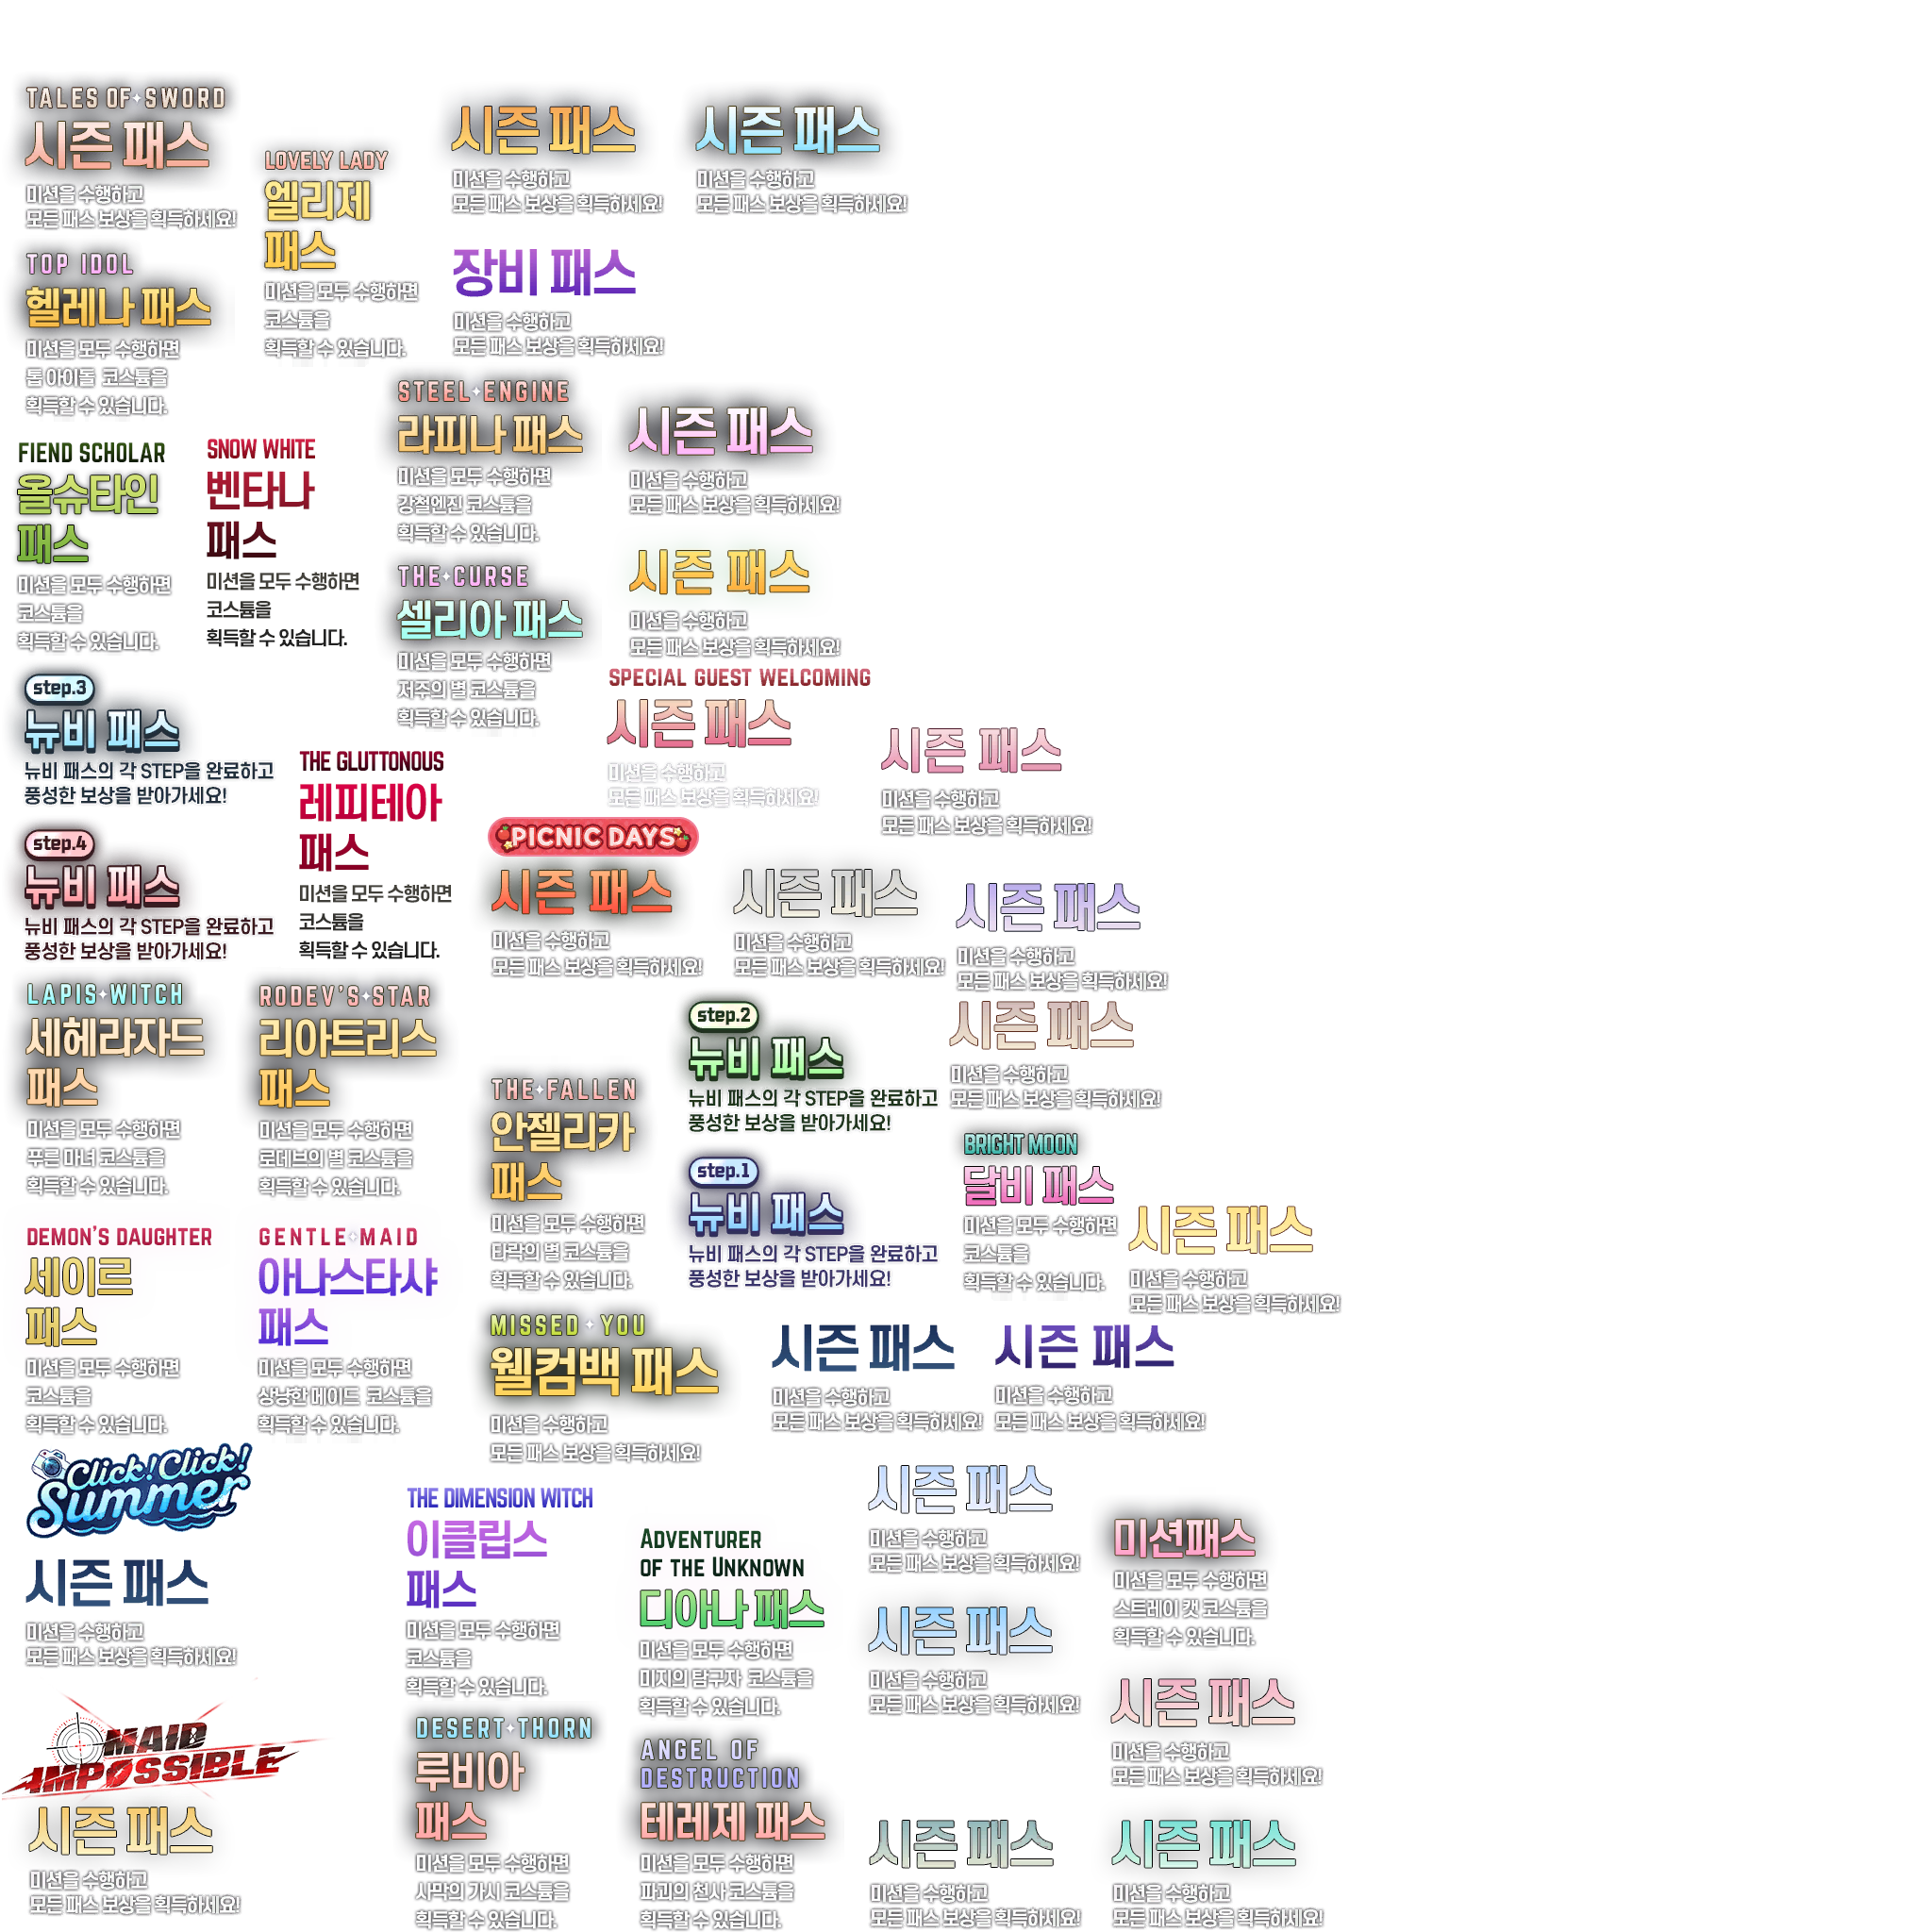 TALES OF SWORD
시즌 패스
미션을 수행하고
모든 패스 보상을 획득하세요!
LOVELY LADY
엘리제
패스
미션을 모두 수행하면
코스튬을
획득할 수 있습니다.
시즌 패스
미션을 수행하고
모든 패스 보상을 획득하세요!
시즌 패스
미션을 수행하고
모든 패스 보상을 획득하세요!
TOP IDOL
헬레나 패스
미션을 모두 수행하면
톱 아이돌 코스튬을
획득할 수 있습니다.
장비 패스
미션을 수행하고
모든 패스 보상을 획득하세요!
FIEND SCHOLAR
올슈타인
패스
미션을 모두 수행하면
코스튬을
획득할 수 있습니다.
SNOW WHITE
벤타나
패스
미션을 모두 수행하면
코스튬을
획득할 수 있습니다.
STEEL ENGINE
라피나 패스
미션을 모두 수행하면
강철엔진 코스튬을
획득할 수 있습니다.
시즌 패스
미션을 수행하고
모든 패스 보상을 획득하세요!
THE CURSE
셀리아 패스
미션을 모두 수행하면
저주의 별 코스튬을
획득할 수 있습니다.
시즌 패스
미션을 수행하고
모든 패스 보상을 획득하세요!
step.3
뉴비 패스
뉴비 패스의 각 STEP을 완료하고
풍성한 보상을 받아가세요!
THE GLUTTONOUS
레피테아
패스
미션을 모두 수행하면
코스튬을
획득할 수 있습니다.
SPECIAL GUEST WELCOMING
시즌 패스
미션을 수행하고
모든 패스 보상을 획득하세요!
시즌 패스
미션을 수행하고
모든 패스 보상을 획득하세요!
step.4
뉴비 패스
뉴비 패스의 각 STEP을 완료하고
풍성한 보상을 받아가세요!
PICNIC DAYS
시즌 패스
미션을 수행하고
모든 패스 보상을 획득하세요!
시즌 패스
미션을 수행하고
모든 패스 보상을 획득하세요!
시즌 패스
미션을 수행하고
모든 패스 보상을 획득하세요!
LAPIS WITCH
세헤라자드
패스
미션을 모두 수행하면
푸른 마녀 코스튬을
획득할 수 있습니다.
RODEV'S STAR
리아트리스
패스
미션을 모두 수행하면
로데브의 별 코스튬을
획득할 수 있습니다.
THE FALLEN
안젤리카
패스
미션을 모두 수행하면
타락의 별 코스튬을
획득할 수 있습니다.
step.2
뉴비 패스
뉴비 패스의 각 STEP을 완료하고
풍성한 보상을 받아가세요!
시즌 패스
미션을 수행하고
모든 패스 보상을 획득하세요!
step.1
뉴비 패스
뉴비 패스의 각 STEP을 완료하고
풍성한 보상을 받아가세요!
BRIGHT MOON
달비 패스
미션을 모두 수행하면
코스튬을
획득할 수 있습니다.
시즌 패스
미션을 수행하고
모든 패스 보상을 획득하세요!
DEMON'S DAUGHTER
세이르
패스
미션을 모두 수행하면
코스튬을
획득할 수 있습니다.
GENTLE MAID
아나스타샤
패스
미션을 모두 수행하면
상냥한 메이드 코스튬을
획득할 수 있습니다.
MISSED YOU
웰컴백 패스
미션을 수행하고
모든 패스 보상을 획득하세요!
시즌 패스
미션을 수행하고
모든 패스 보상을 획득하세요!
시즌 패스
미션을 수행하고
모든 패스 보상을 획득하세요!
Click! Click!
Summer
시즌 패스
미션을 수행하고
모든 패스 보상을 획득하세요!
THE DIMENSION WITCH
이클립스
패스
미션을 모두 수행하면
코스튬을
획득할 수 있습니다.
ADVENTURER
OF THE UNKNOWN
디아나 패스
미션을 모두 수행하면
미지의 탐구자 코스튬을
획득할 수 있습니다.
시즌 패스
미션을 수행하고
모든 패스 보상을 획득하세요!
미션패스
미션을 모두 수행하면
스트레이 캣 코스튬을
획득할 수 있습니다.
시즌 패스
미션을 수행하고
모든 패스 보상을 획득하세요!
시즌 패스
미션을 수행하고
모든 패스 보상을 획득하세요!
MAID
IMPOSSIBLE
시즌 패스
미션을 수행하고
모든 패스 보상을 획득하세요!
DESERT THORN
루비아
패스
미션을 모두 수행하면
사막의 가시 코스튬을
획득할 수 있습니다.
ANGEL OF
DESTRUCTION
테레제 패스
미션을 모두 수행하면
파괴의 천사 코스튬을
획득할 수 있습니다.
시즌 패스
미션을 수행하고
모든 패스 보상을 획득하세요!
시즌 패스
미션을 수행하고
모든 패스 보상을 획득하세요!